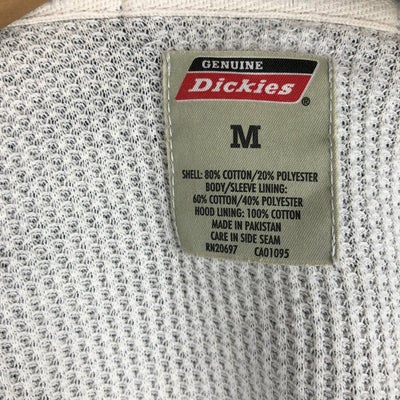 GENUINE
Dickies®
M
SHELL: 80% COTTON/20% POLYESTER
BODY/SLEEVE LINING:
60% COTTON/40% POLYESTER
HOOD LINING: 100% COTTON
MADE IN PAKISTAN
CARE IN SIDE SEAM
RN20697 CA01095